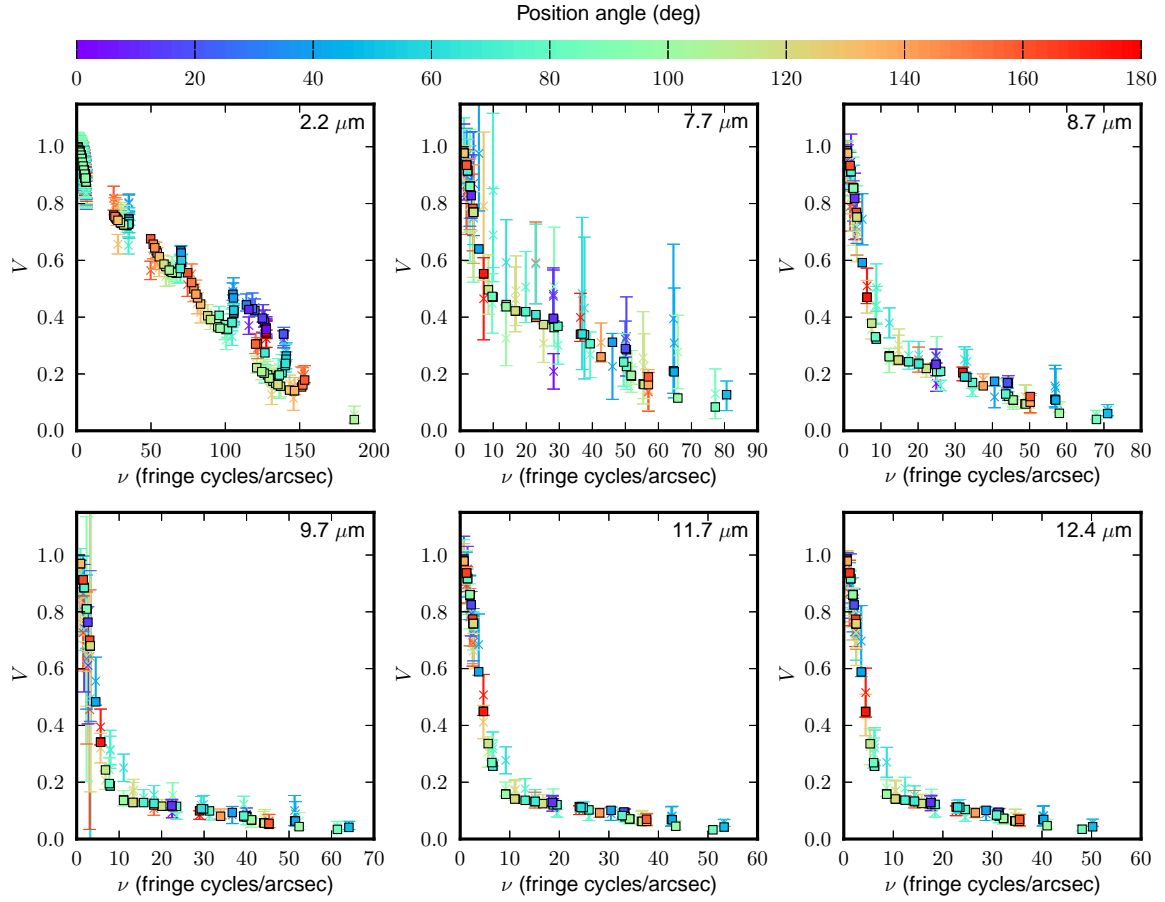 Position angle (deg)
0 20 40 60 80 100 120 140 160 180
2.2 μm
1.0
0.8
0.6
0.4
0.2
0.0
V
0 50 100 150 200
ν (fringe cycles/arcsec)
7.7 μm
1.0
0.8
0.6
0.4
0.2
0.0
V
0 10 20 30 40 50 60 70 80 90
ν (fringe cycles/arcsec)
8.7 μm
1.0
0.8
0.6
0.4
0.2
0.0
V
0 10 20 30 40 50 60 70 80
ν (fringe cycles/arcsec)
9.7 μm
1.0
0.8
0.6
0.4
0.2
0.0
V
0 10 20 30 40 50 60 70
ν (fringe cycles/arcsec)
11.7 μm
1.0
0.8
0.6
0.4
0.2
0.0
V
0 10 20 30 40 50 60
ν (fringe cycles/arcsec)
12.4 μm
1.0
0.8
0.6
0.4
0.2
0.0
V
0 10 20 30 40 50 60
ν (fringe cycles/arcsec)